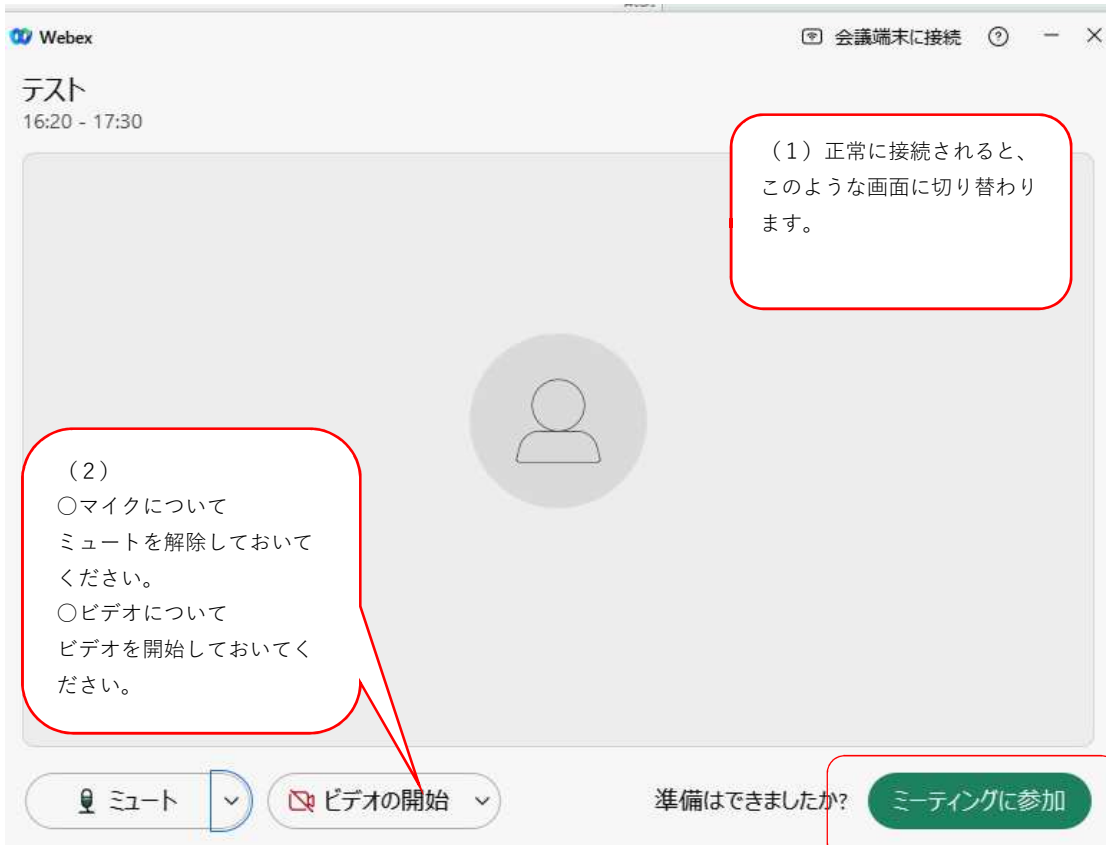 Webex
会議端末に接続
テスト
16:20 - 17:30
（1）正常に接続されると、
このような画面に切り替わり
ます。
（2）
○マイクについて
ミュートを解除しておいて
ください。
○ビデオについて
ビデオを開始しておいてく
ださい。
ミュート
ビデオの開始
準備はできましたか?
ミーティングに参加